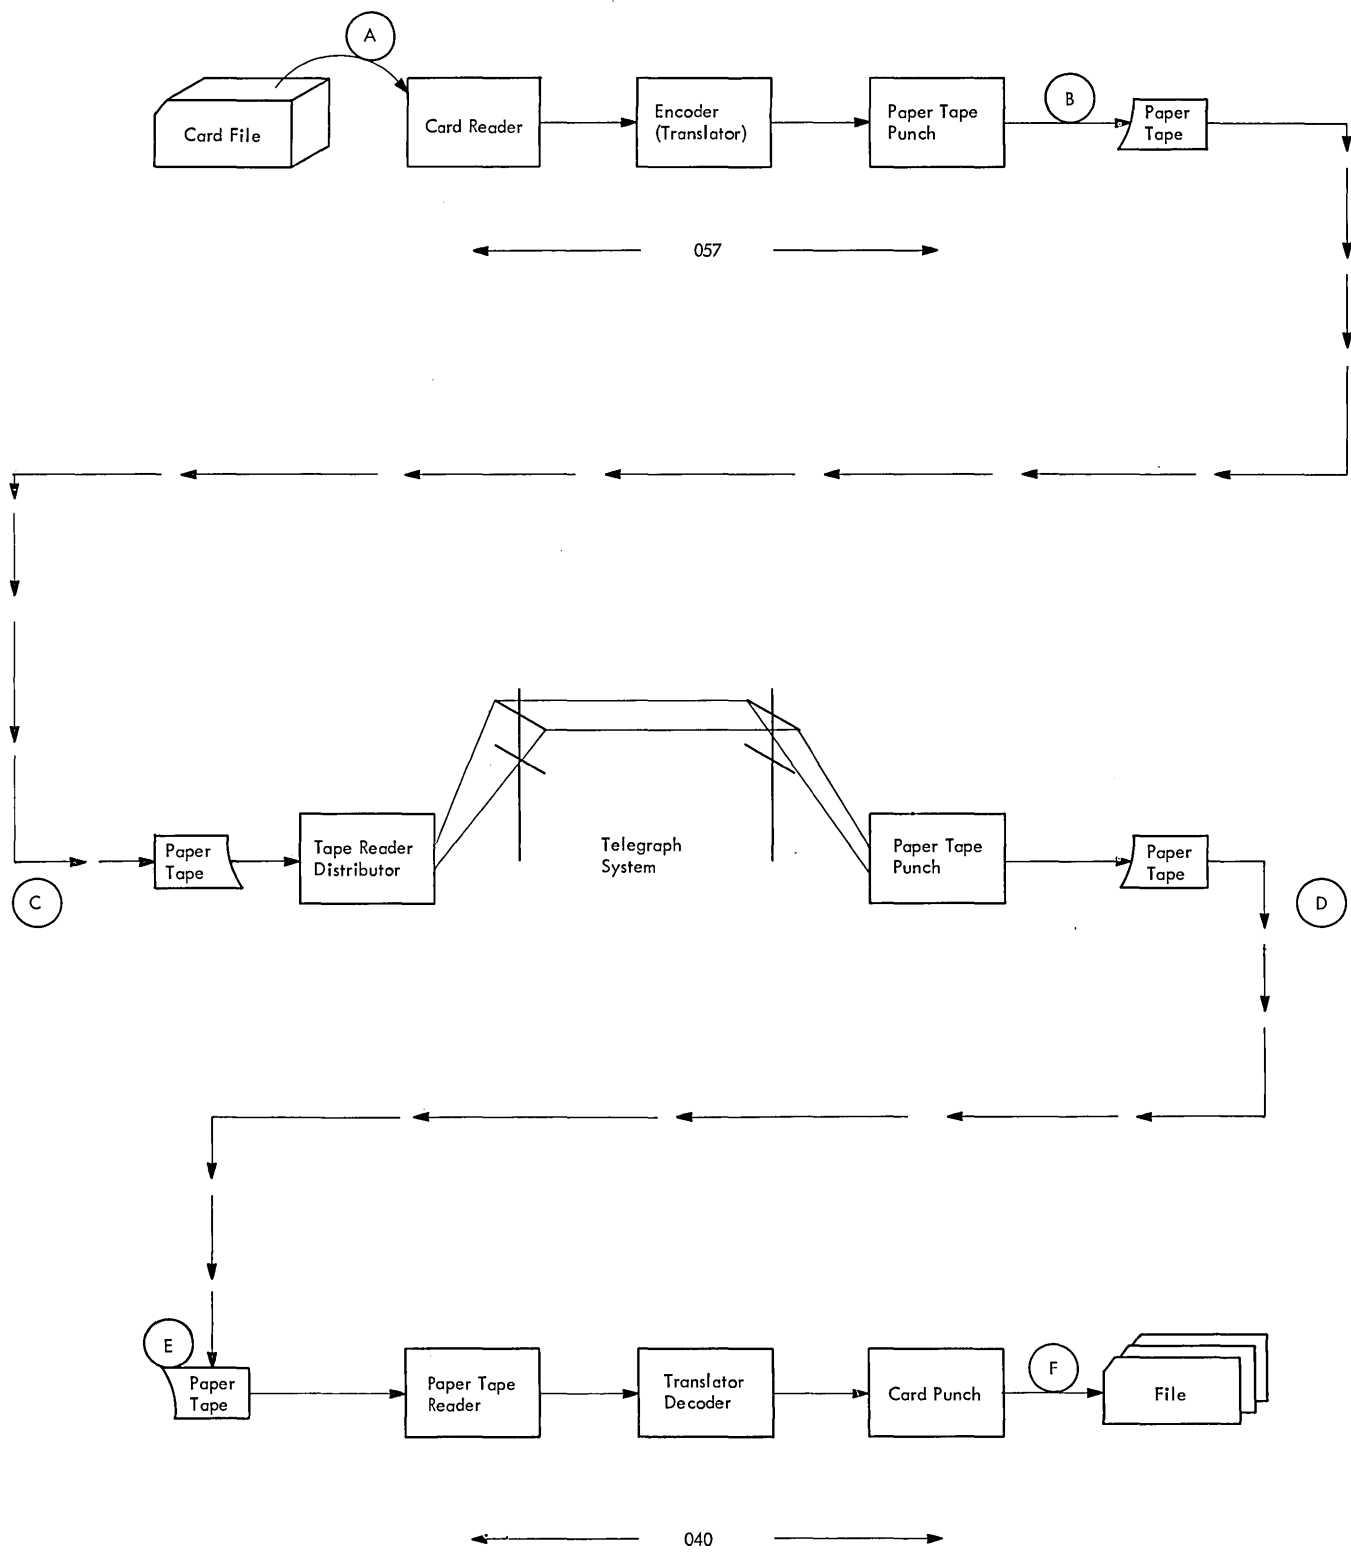 A
Card File
Card Reader
Encoder
(Translator)
Paper Tape
Punch
B
Paper
Tape
057
C
Paper
Tape
Tape Reader
Distributor
Telegraph
System
Paper Tape
Punch
Paper
Tape
D
E
Paper
Tape
Paper Tape
Reader
Translator
Decoder
Card Punch
F
File
040